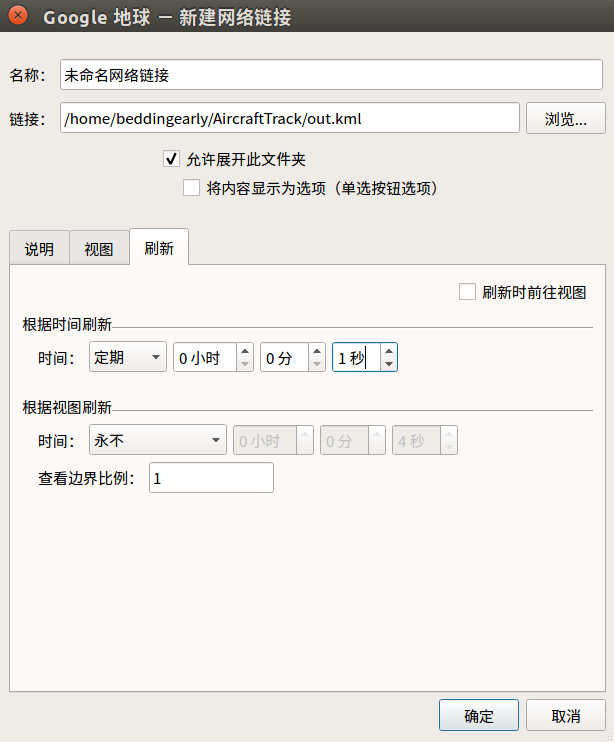 Google 地球 — 新建网络链接
名称： 未命名网络链接
链接： /home/beddingearly/AircraftTrack/out.kml 浏览...
允许展开此文件夹
将内容显示为选项（单选按钮选项）
说明 视图 刷新
刷新时前往视图
根据时间刷新
时间： 定期 0 小时 0 分 1 秒
根据视图刷新
时间： 永不 0 小时 0 分 4 秒
查看边界比例： 1
确定 取消